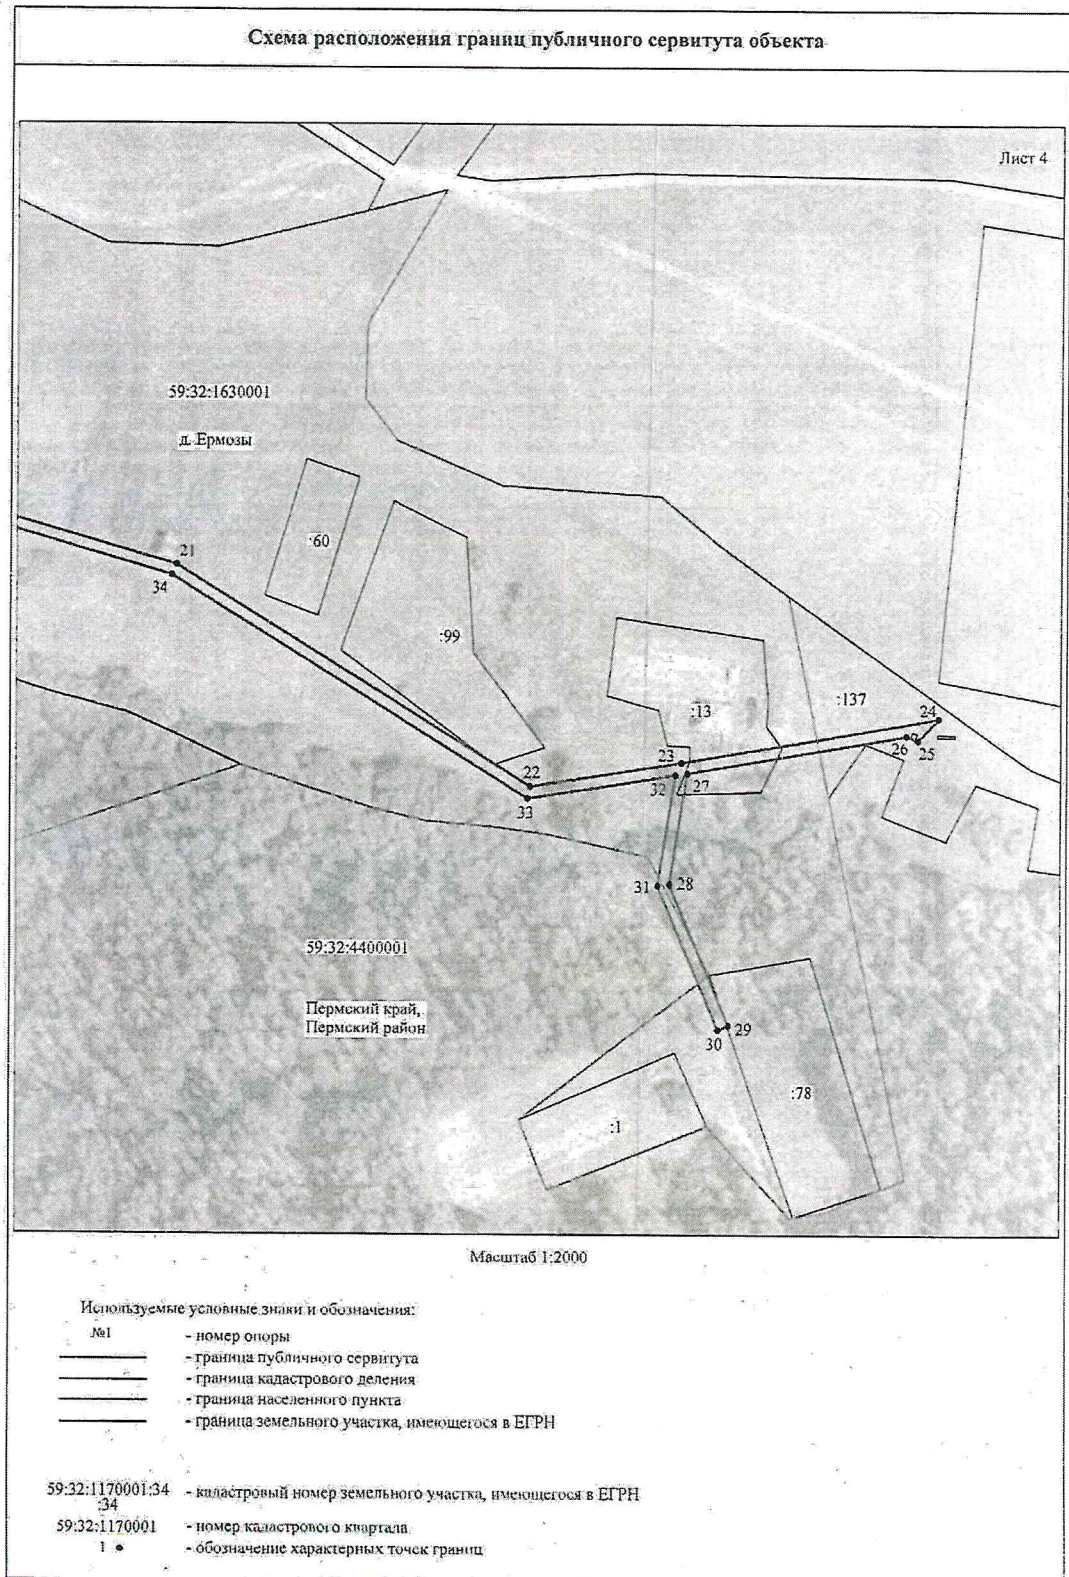 Схема расположения границ публичного сервитута объекта
Лист 4
59:32:1630001
д. Ермозы
:60
21
34
:99
:13
:137
24
23
26
25
22
32
27
33
31
28
59:32:4400001
Пермский край,
Пермский район
29
30
:78
:1
Масштаб 1:2000
Используемые условные знаки и обозначения:
№1 - номер опоры
- граница публичного сервитута
- граница кадастрового деления
- граница населенного пункта
- граница земельного участка, имеющегося в ЕГРН
59:32:1170001:34 - кадастровый номер земельного участка, имеющегося в ЕГРН
:34
59:32:1170001 - номер кадастрового квартала
1 - обозначение характерных точек границ